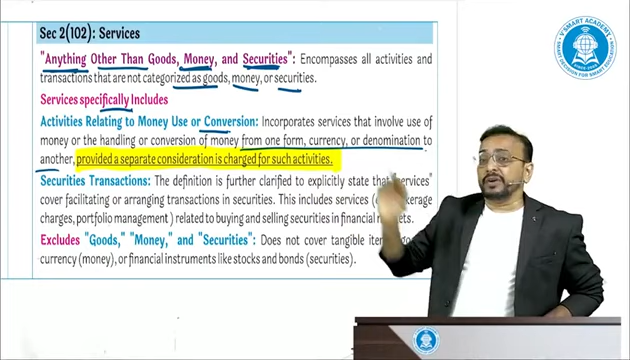 V'SMART ACADEMY
Sec 2(102): Services
"Anything Other Than Goods, Money, and Securities": Encompasses all activities and
transactions that are not categorized as goods, money, or securities.
Services specifically Includes
Activities Relating to Money Use or Conversion: Incorporates services that involve use of
money or the handling or conversion of money from one form, currency, or denomination to
another, provided a separate consideration is charged for such activities.
Securities Transactions: The definition is further clarified to explicitly state that "services"
cover facilitating or arranging transactions in securities. This includes services
charges, portfolio management) related to buying and selling securities in financial
Excludes "Goods," "Money," and "Securities": Does not cover tangible
currency (money), or financial instruments like stocks and bonds (securities).